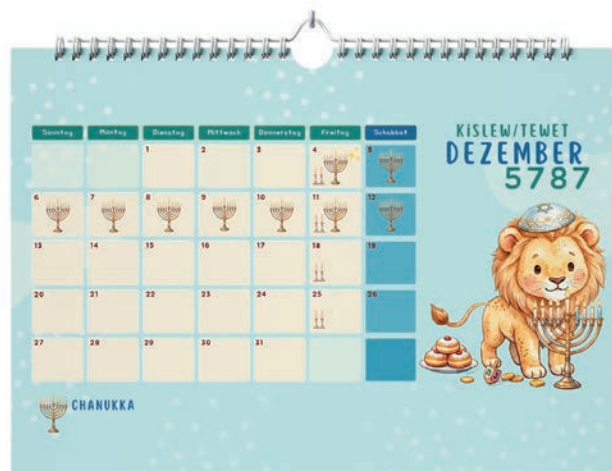 KiSLEW/TEWET
DEZEMBER
5787
Sonntag Montag Dienstag Mittwoch Donnerstag Freitag Schabbat
1 2 3 4 5
6 7 8 9 10 11 12
13 14 15 16 17 18 19
20 21 22 23 24 25 26
27 28 29 30 31
CHANUKKA